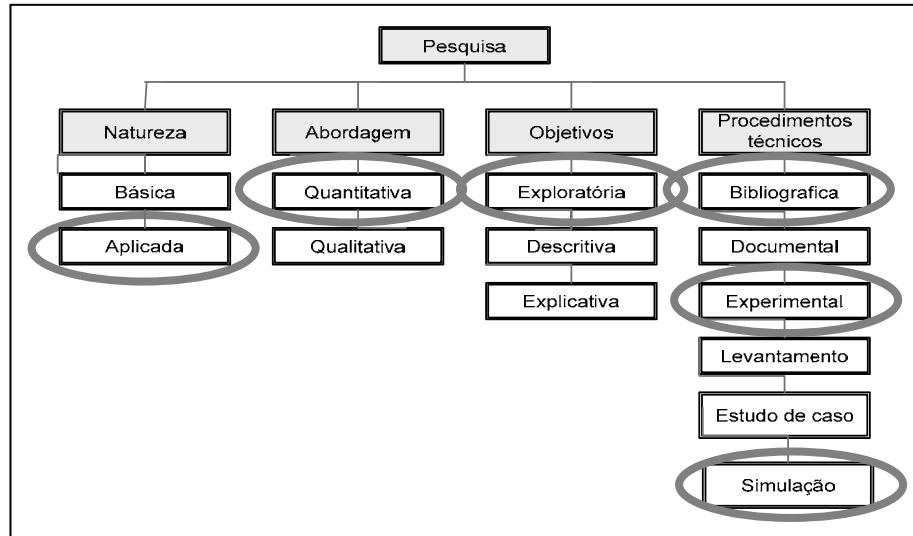 Pesquisa
Natureza
Abordagem
Objetivos
Procedimentos
técnicos
Básica
Quantitativa
Exploratória
Bibliografica
Aplicada
Qualitativa
Descritiva
Documental
Explicativa
Experimental
Levantamento
Estudo de caso
Simulação